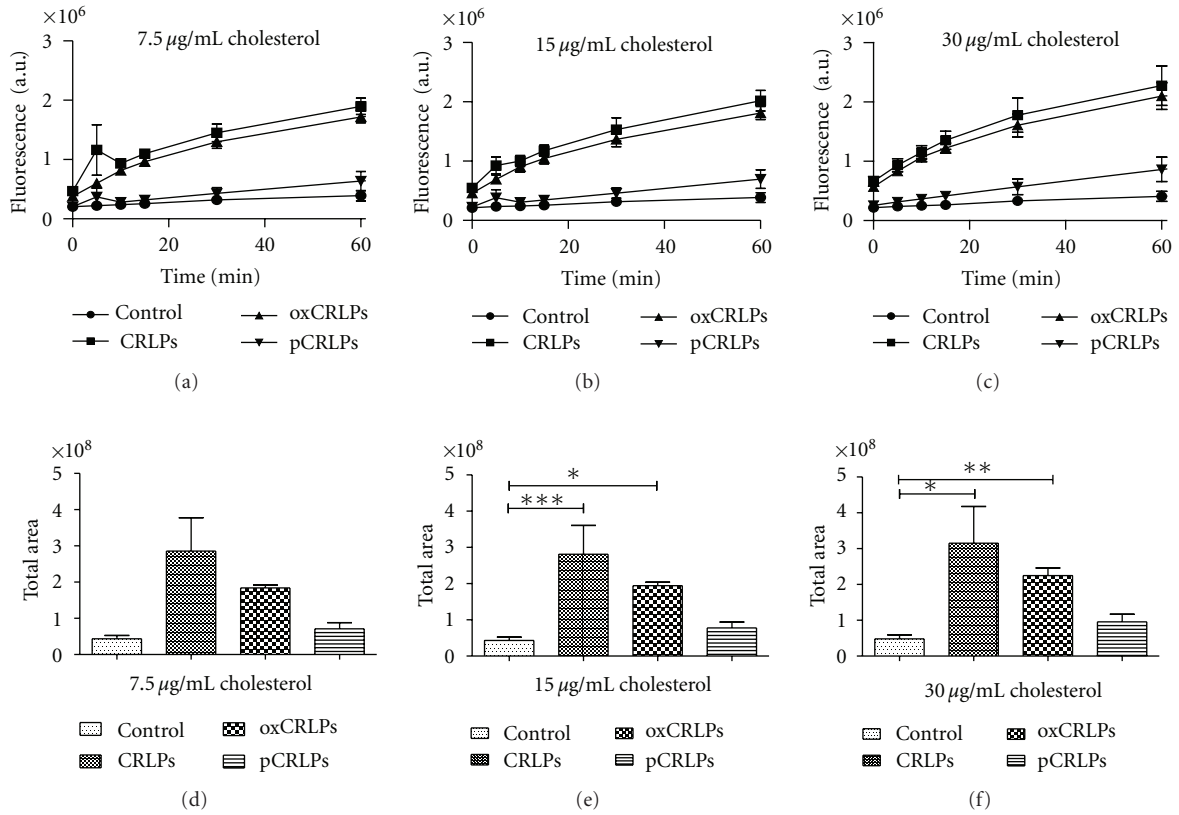 ×10⁶
7.5 μg/mL cholesterol
3
2
1
0
Fluorescence (a.u.)
0 20 40 60
Time (min)
Control
oxCRLPs
CRLPs
pCRLPs
(a)
×10⁶
15 μg/mL cholesterol
3
2
1
0
Fluorescence (a.u.)
0 20 40 60
Time (min)
Control
oxCRLPs
CRLPs
pCRLPs
(b)
×10⁶
30 μg/mL cholesterol
3
2
1
0
Fluorescence (a.u.)
0 20 40 60
Time (min)
Control
oxCRLPs
CRLPs
pCRLPs
(c)
×10⁸
5
4
3
2
1
0
Total area
7.5 μg/mL cholesterol
Control
oxCRLPs
CRLPs
pCRLPs
(d)
×10⁸
5
4
3
2
1
0
Total area
*
***
15 μg/mL cholesterol
Control
oxCRLPs
CRLPs
pCRLPs
(e)
×10⁸
5
4
3
2
1
0
Total area
**
*
30 μg/mL cholesterol
Control
oxCRLPs
CRLPs
pCRLPs
(f)